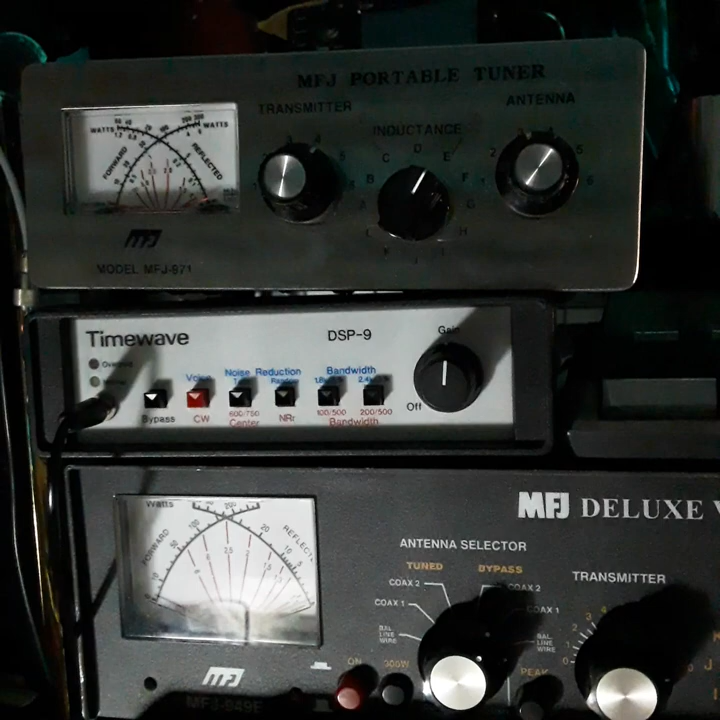 MFJ PORTABLE TUNER
TRANSMITTER
ANTENNA
INDUCTANCE
WATTS
WATTS
FORWARD
REFLECTED
A B C D E F G H
MFJ
MODEL MFJ-971
Timewave
DSP-9
Gain
Off
Noise Reduction
Bandwidth
Random
Bypass
CW
600/750
Center
NRr
100/500
200/500
Bandwidth
MFJ DELUXE
Watts
FORWARD
ANTENNA SELECTOR
TUNED
BYPASS
COAX 2
COAX 2
COAX 1
COAX 1
BAL
LINE
WIRE
BAL
LINE
WIRE
TRANSMITTER
ON
PEAK
MFJ
MFJ-949E